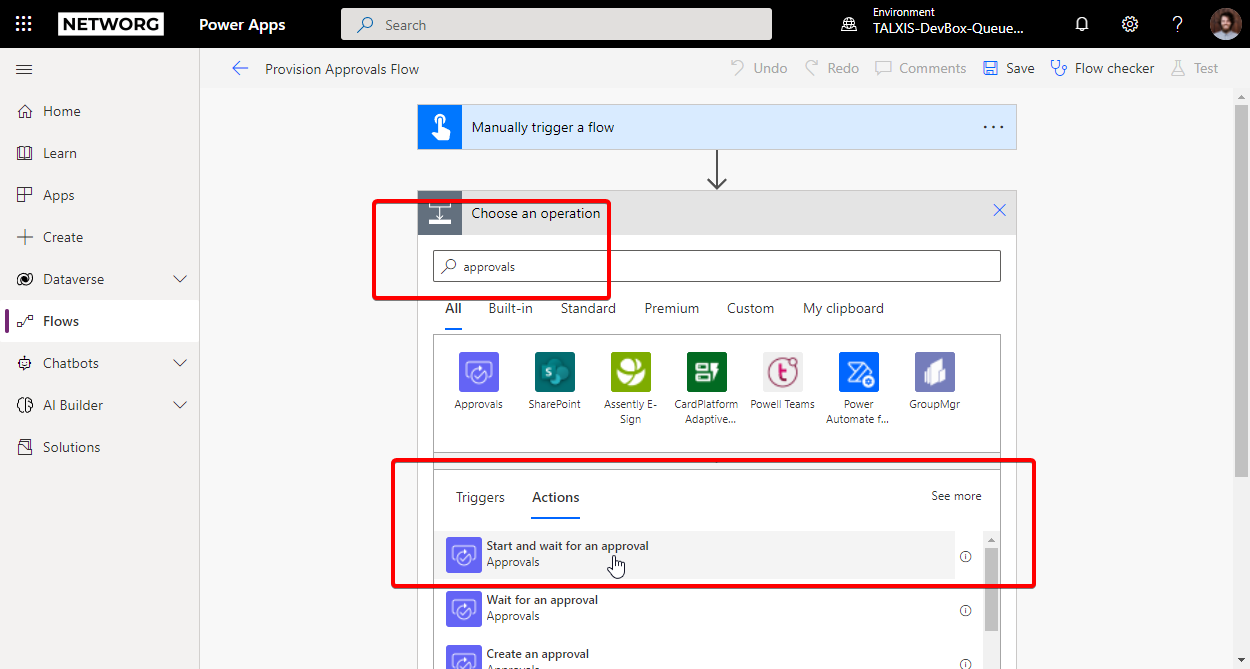 NETWORG
Power Apps
Search
Environment
TALXIS-DevBox-Queue...
Provision Approvals Flow
Undo
Redo
Comments
Save
Flow checker
Test
Home
Learn
Apps
Create
Dataverse
Flows
Chatbots
AI Builder
Solutions
Manually trigger a flow
Choose an operation
approvals
All
Built-in
Standard
Premium
Custom
My clipboard
Approvals
SharePoint
Assently E-
Sign
CardPlatform
Adaptive...
Powell Teams
Power
Automate f...
GroupMgr
Triggers
Actions
See more
Start and wait for an approval
Approvals
Wait for an approval
Approvals
Create an approval
Approvals